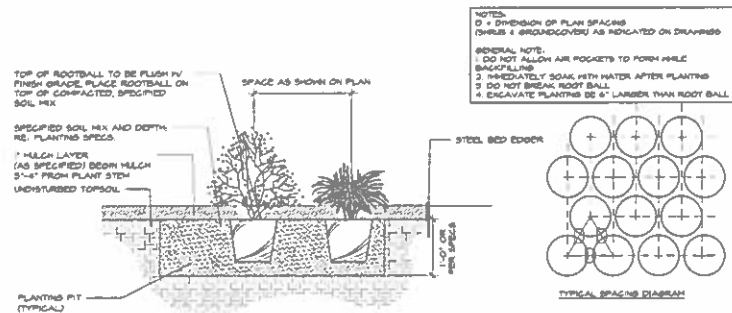 TOP OF ROOTBALL TO BE FLUSH W/
FINISH GRADE, PLACE ROOTBALL ON
TOP OF COMPACTED, SPECIFIED
SOIL MIX
SPECIFIED SOIL MIX AND DEPTH
RE: PLANTING SPECS.
MULCH LAYER
(AS SPECIFIED) BEGIN MULCH
3"-4" FROM PLANT STEM
UNDISTURBED TOPSOIL
PLANTING PIT
(TYPICAL)
SPACE AS SHOWN ON PLAN
STEEL BED EDGER
1'-0" OR
PER SPECS
NOTES:
D = DIMENSION OF PLAN SPACING
(SHRUB & GROUNDCOVER) AS INDICATED ON DRAWINGS
GENERAL NOTE:
1. DO NOT ALLOW AIR POCKETS TO FORM WHILE
BACKFILLING
2. IMMEDIATELY SOAK WITH WATER AFTER PLANTING
3. DO NOT BREAK ROOT BALL
4. EXCAVATE PLANTING BE 6" LARGER THAN ROOT BALL
TYPICAL SPACING DIAGRAM